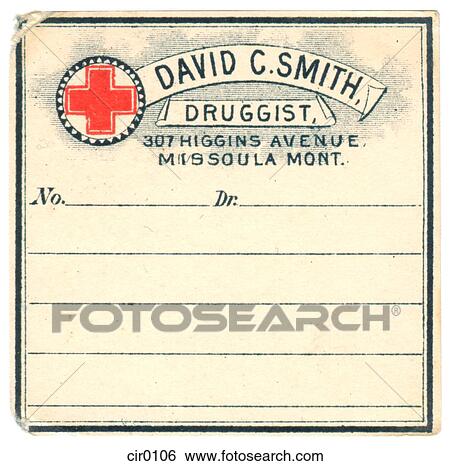 DAVID C. SMITH,
DRUGGIST,
307 HIGGINS AVENUE,
MISSOULA MONT.
No. Dr.
FOTOSEARCH®
cir0106 www.fotosearch.com